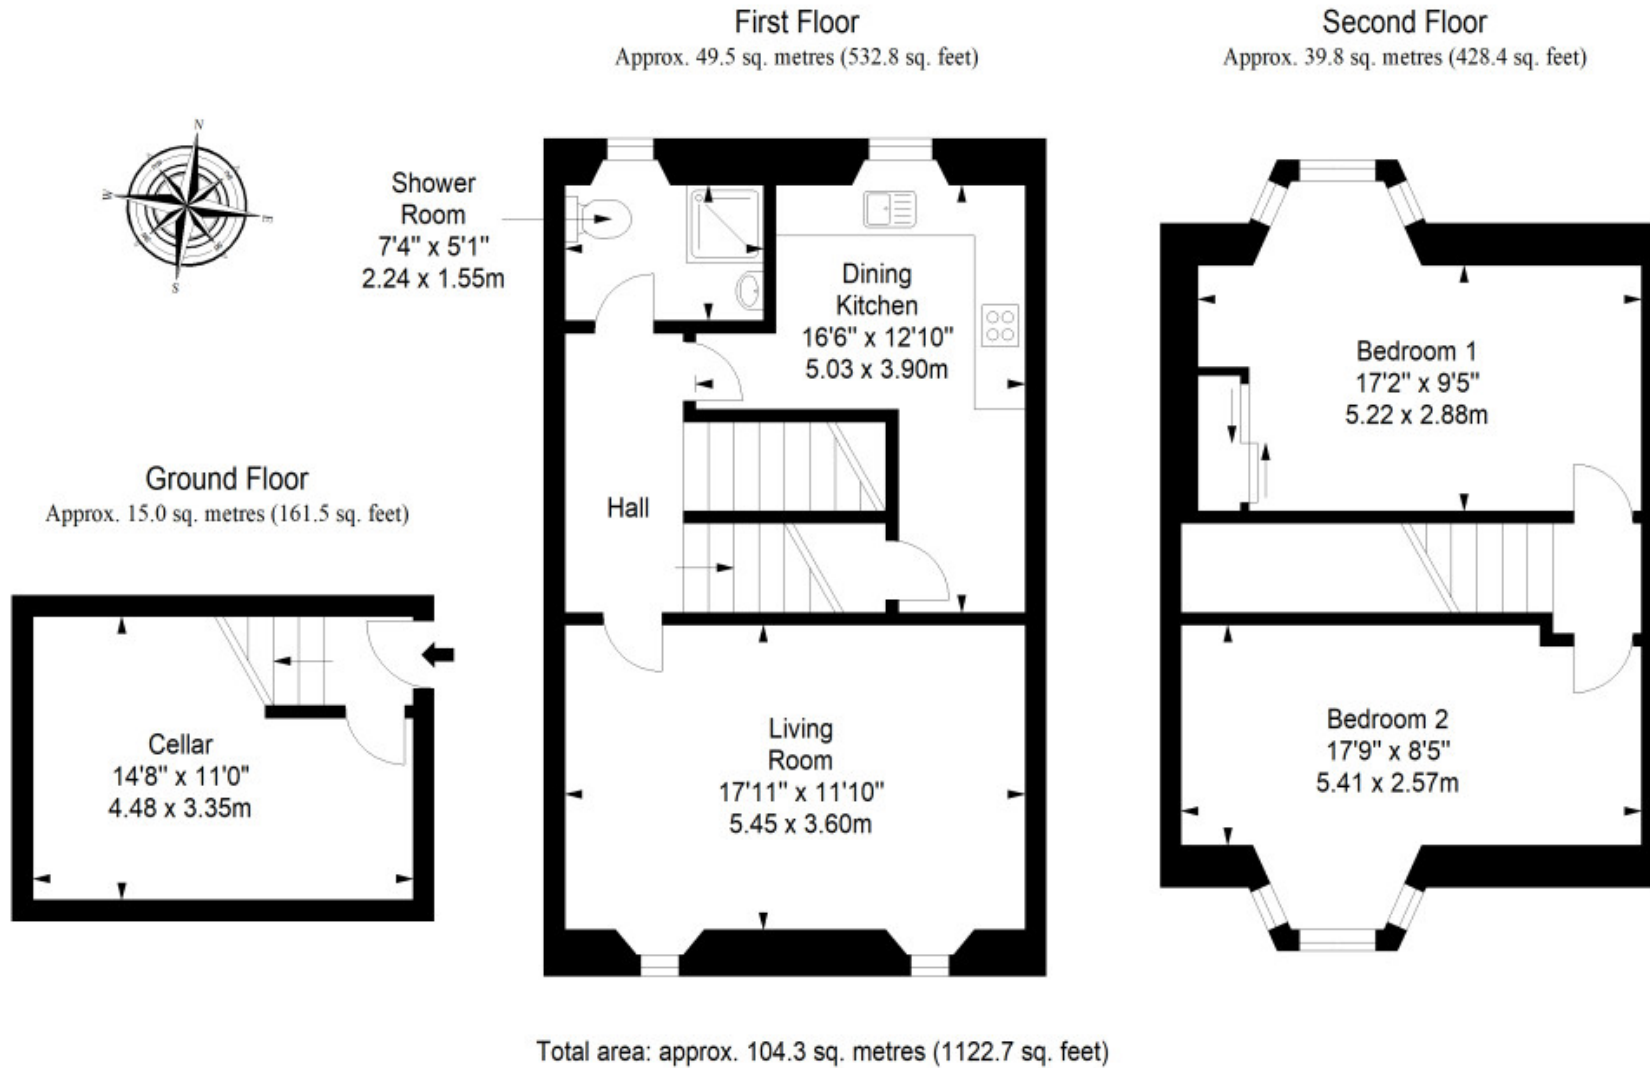 First Floor
Approx. 49.5 sq. metres (532.8 sq. feet)
Second Floor
Approx. 39.8 sq. metres (428.4 sq. feet)
N
W
E
S
Shower
Room
7'4" x 5'1"
2.24 x 1.55m
Dining
Kitchen
16'6" x 12'10"
5.03 x 3.90m
Bedroom 1
17'2" x 9'5"
5.22 x 2.88m
Ground Floor
Approx. 15.0 sq. metres (161.5 sq. feet)
Hall
Cellar
14'8" x 11'0"
4.48 x 3.35m
Living
Room
17'11" x 11'10"
5.45 x 3.60m
Bedroom 2
17'9" x 8'5"
5.41 x 2.57m
Total area: approx. 104.3 sq. metres (1122.7 sq. feet)